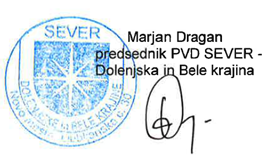 SEVER
DOLENJSKE IN BELE KRAJINE
Marjan Dragan
predsednik PVD SEVER -
Dolenjska in Bele krajina